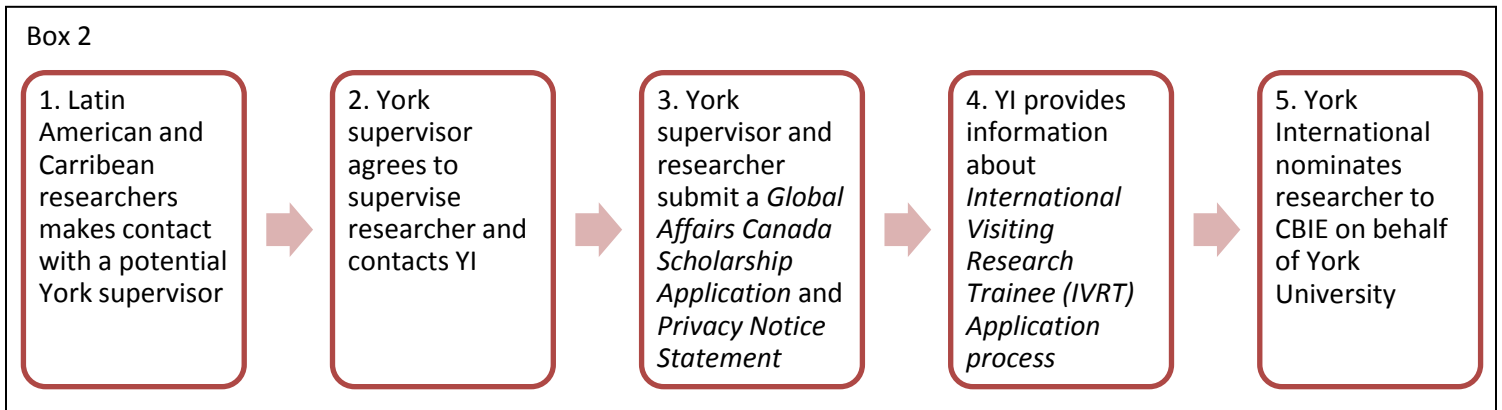 Box 2
1. Latin
American and
Carribean
researchers
makes contact
with a potential
York supervisor
2. York
supervisor
agrees to
supervise
researcher and
contacts YI
3. York
supervisor and
researcher
submit a Global
Affairs Canada
Scholarship
Application and
Privacy Notice
Statement
4. YI provides
information
about
International
Visiting
Research
Trainee (IVRT)
Application
process
5. York
International
nominates
researcher to
CBIE on behalf
of York
University